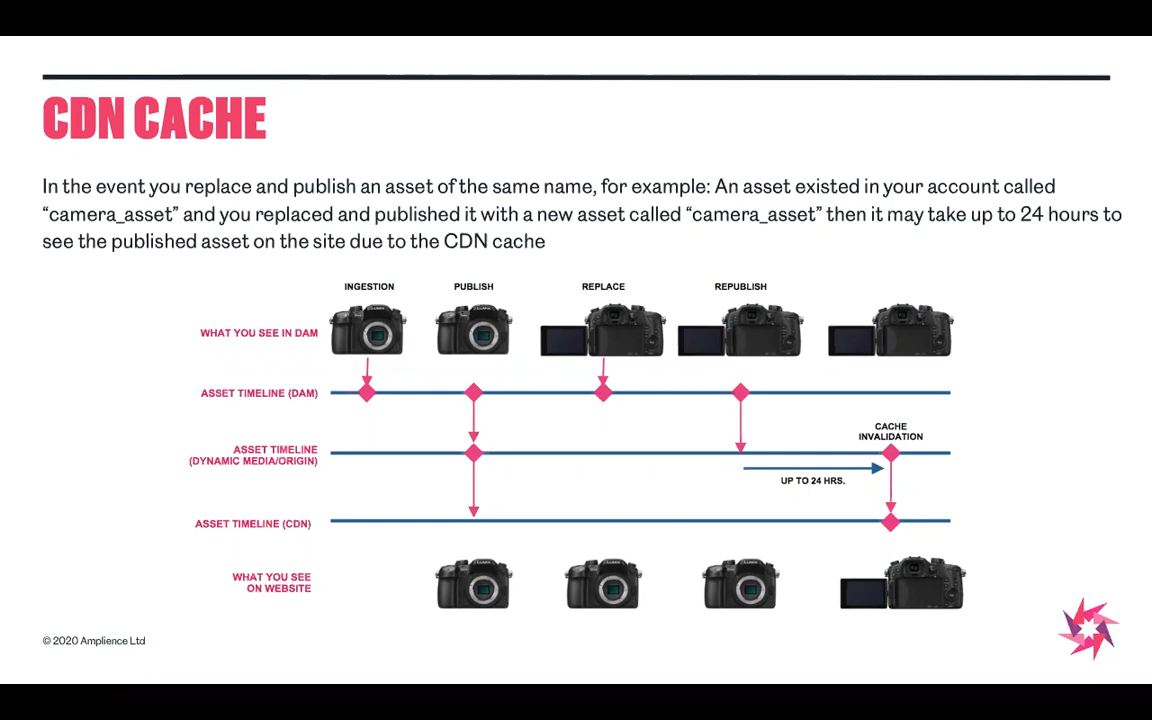 CDN CACHE
In the event you replace and publish an asset of the same name, for example: An asset existed in your account called
“camera_asset” and you replaced and published it with a new asset called “camera_asset” then it may take up to 24 hours to
see the published asset on the site due to the CDN cache
INGESTION PUBLISH REPLACE REPUBLISH
WHAT YOU SEE IN DAM
ASSET TIMELINE (DAM)
CACHE
INVALIDATION
ASSET TIMELINE
(DYNAMIC MEDIA/ORIGIN)
UP TO 24 HRS.
ASSET TIMELINE (CDN)
WHAT YOU SEE
ON WEBSITE
© 2020 Amplience Ltd